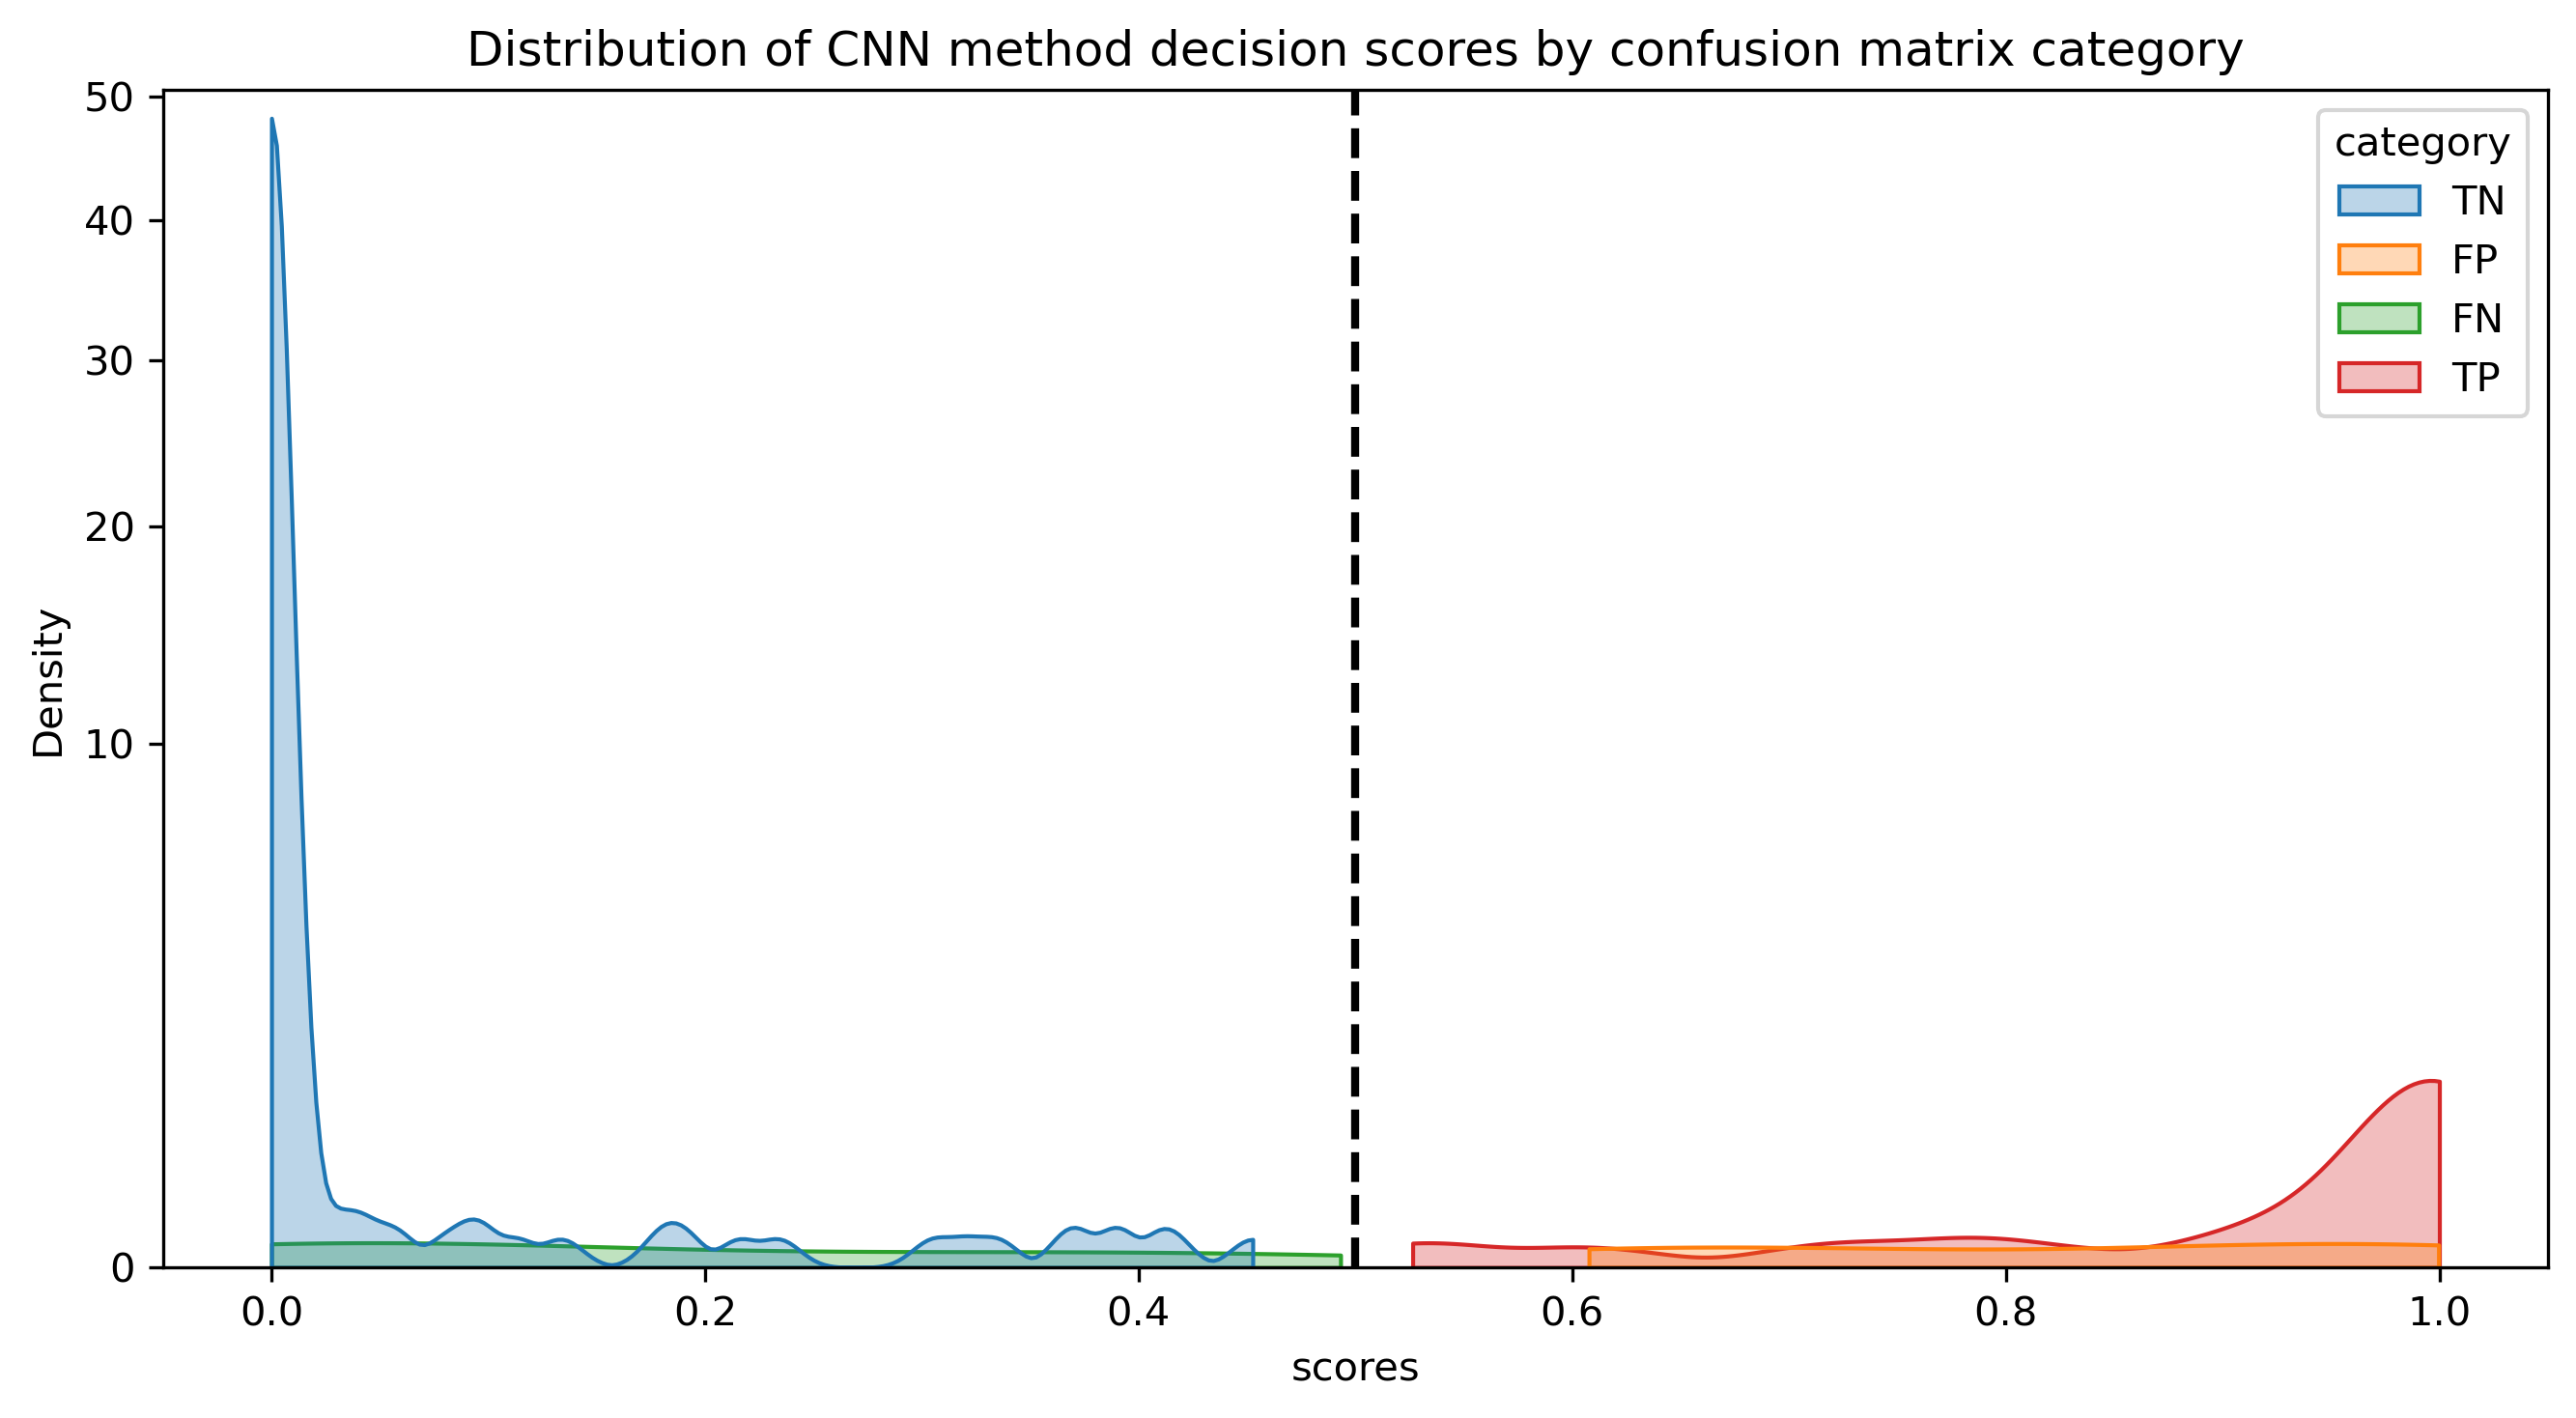 Distribution of CNN method decision scores by confusion matrix category
50
40
30
20
10
0
Density
category
TN
FP
FN
TP
0.0 0.2 0.4 0.6 0.8 1.0
scores